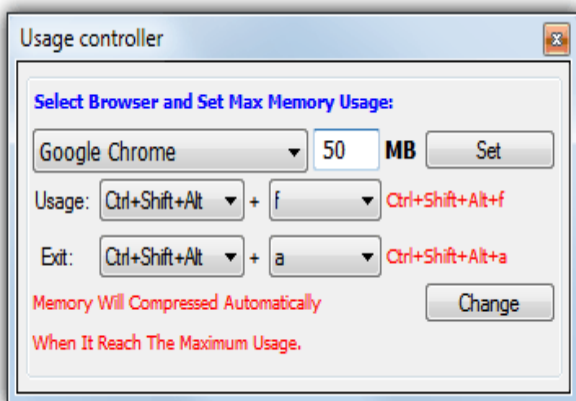 Usage controller
Select Browser and Set Max Memory Usage:
Google Chrome 50 MB Set
Usage: Ctrl+Shift+Alt + f Ctrl+Shift+Alt+f
Exit: Ctrl+Shift+Alt + a Ctrl+Shift+Alt+a
Memory Will Compressed Automatically Change
When It Reach The Maximum Usage.